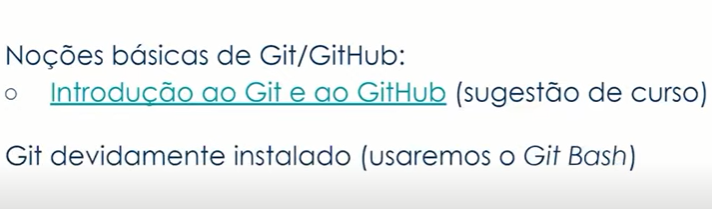 Noções básicas de Git/GitHub:
○ Introdução ao Git e ao GitHub (sugestão de curso)
Git devidamente instalado (usaremos o Git Bash)